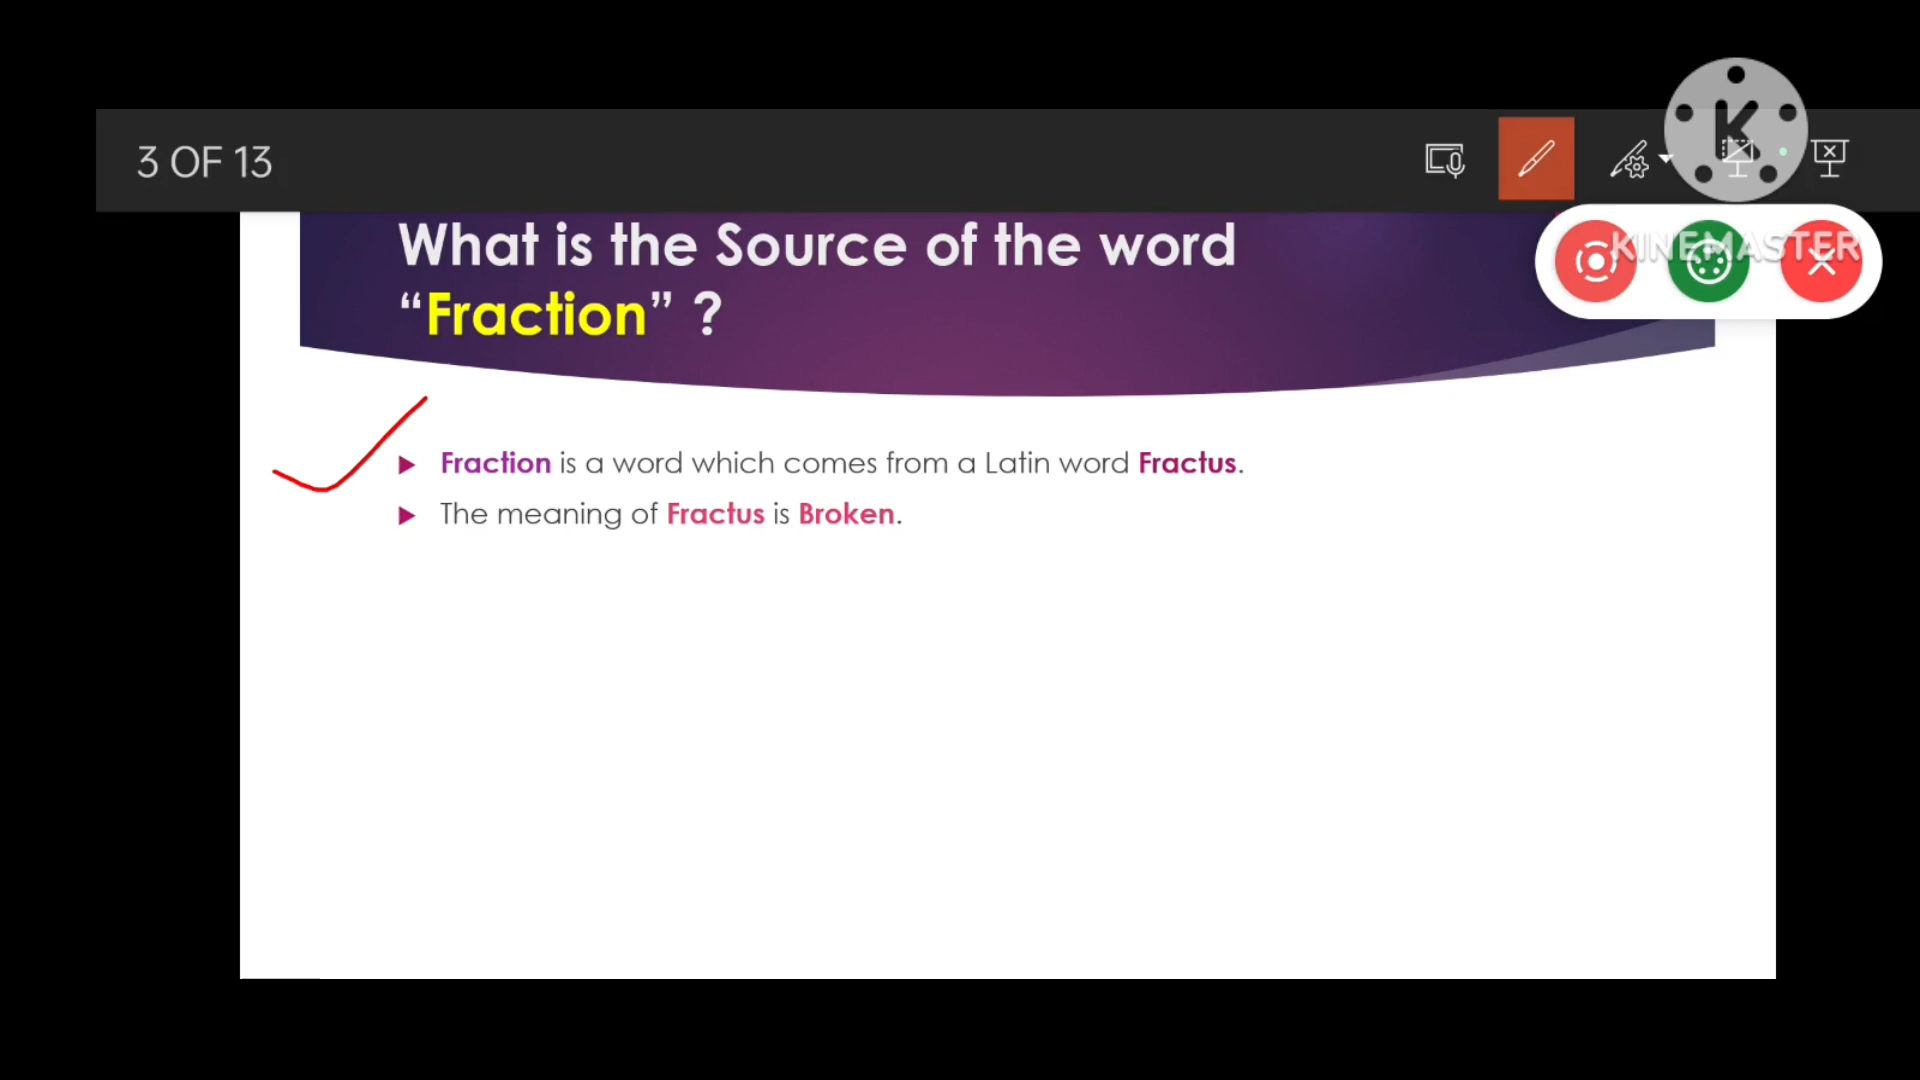 3 OF 13
KINEMASTER
What is the Source of the word
“Fraction” ?
Fraction is a word which comes from a Latin word Fractus.
The meaning of Fractus is Broken.